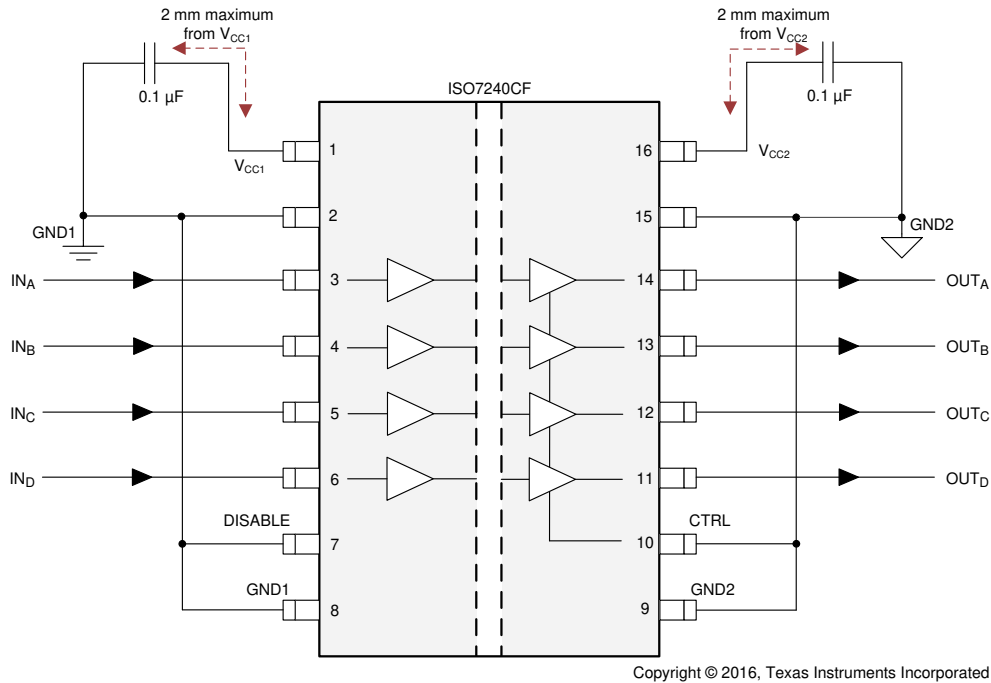 2 mm maximum
from VCC1
2 mm maximum
from VCC2
0.1 µF
0.1 µF
ISO7240CF
1
16
VCC1
VCC2
2
15
GND1
GND2
INA
3
14
OUTA
INB
4
13
OUTB
INC
5
12
OUTC
IND
6
11
OUTD
DISABLE
CTRL
7
10
GND1
GND2
8
9
Copyright © 2016, Texas Instruments Incorporated